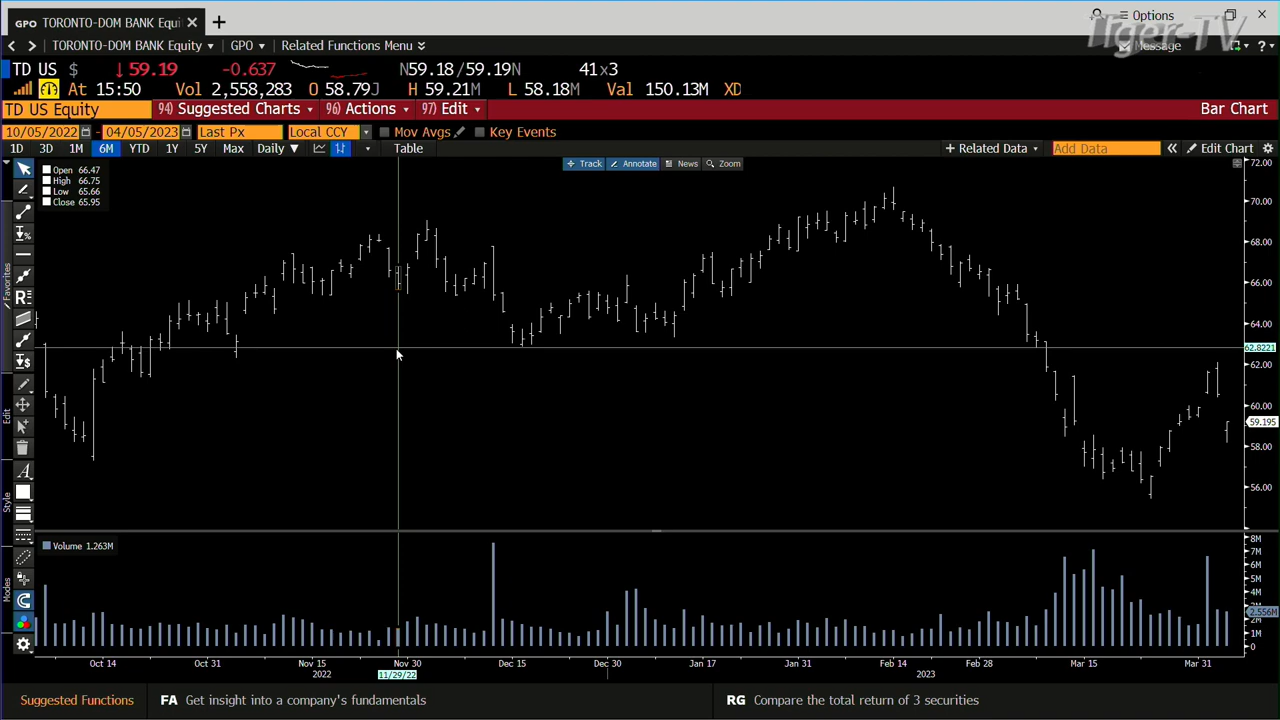 GPO TORONTO-DOM BANK Equi
Options
Tiger-TV
TORONTO-DOM BANK Equity GPO Related Functions Menu
Message
TD US $ ↓59.19 -0.637 N59.18/59.19N 41x3
At 15:50 Vol 2,558,283 O 58.79J H 59.21M L 58.18M Val 150.13M XD
TD US Equity 94) Suggested Charts 96) Actions 97) Edit Bar Chart
10/05/2022 - 04/05/2023 Last Px Local CCY Mov Avgs Key Events
1D 3D 1M 6M YTD 1Y 5Y Max Daily ▼ Table + Related Data Add Data « Edit Chart
Track Annotate News Zoom
Open 66.47
High 66.75
Low 65.66
Close 65.95
72.00
70.00
68.00
66.00
64.00
62.8221
62.00
60.00
59.195
58.00
56.00
Favorites
Edit
Style
Modes
Volume 1.263M
8M
7M
6M
5M
4M
3M
2.556M
2M
1M
0
Oct 14 Oct 31 Nov 15 Nov 30 Dec 15 Dec 30 Jan 17 Jan 31 Feb 14 Feb 28 Mar 15 Mar 31
2022 11/29/22 2023
Suggested Functions FA Get insight into a company's fundamentals RG Compare the total return of 3 securities